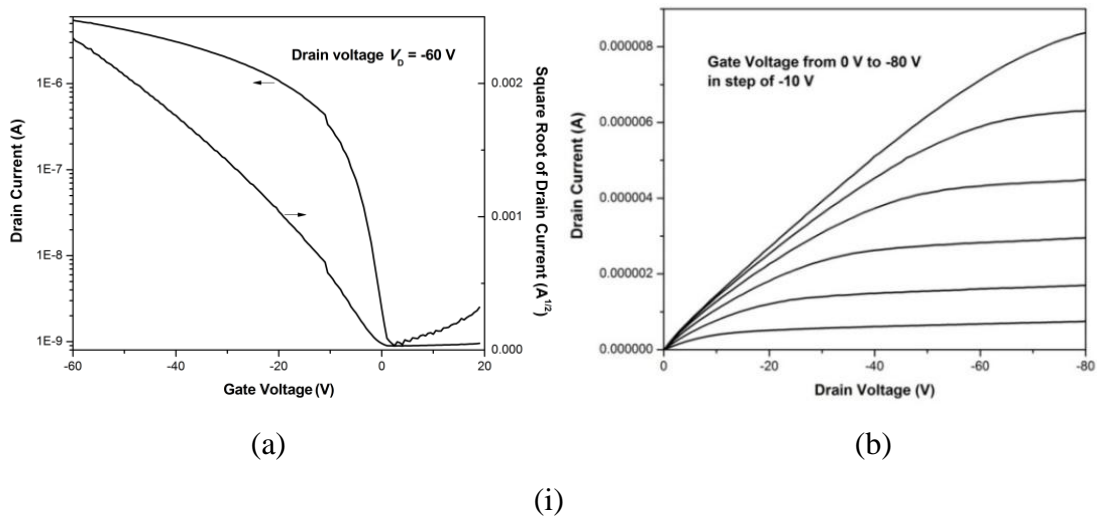 Drain voltage V_D = -60 V
Drain Current (A)
1E-6
1E-7
1E-8
1E-9
Square Root of Drain Current (A^1/2)
0.002
0.001
0.000
-60
-40
-20
0
20
Gate Voltage (V)
(a)
Gate Voltage from 0 V to -80 V
in step of -10 V
Drain Current (A)
0.000008
0.000006
0.000004
0.000002
0.000000
0
-20
-40
-60
-80
Drain Voltage (V)
(b)
(i)